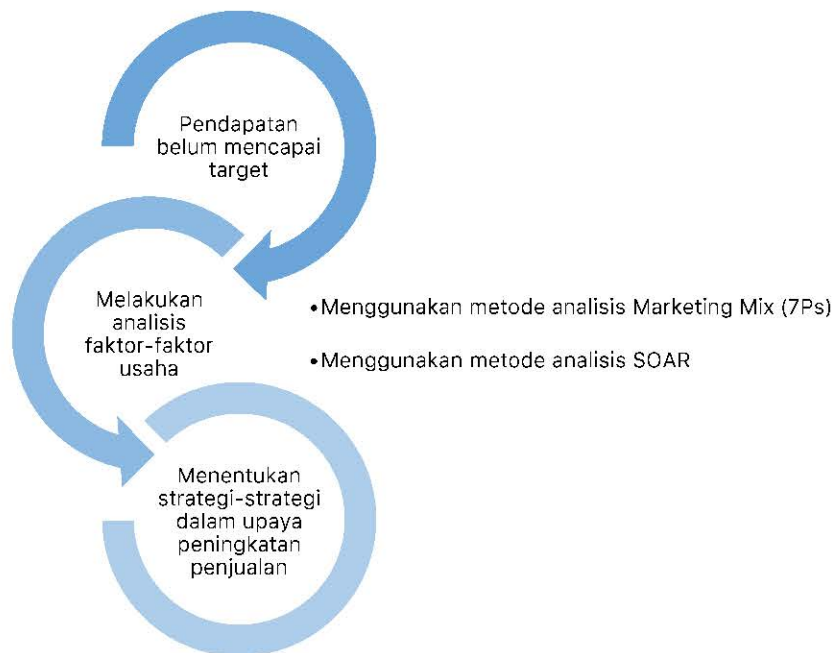 Pendapatan
belum mencapai
target
Melakukan
analisis
faktor-faktor
usaha
•Menggunakan metode analisis Marketing Mix (7Ps)
•Menggunakan metode analisis SOAR
Menentukan
strategi-strategi
dalam upaya
peningkatan
penjualan